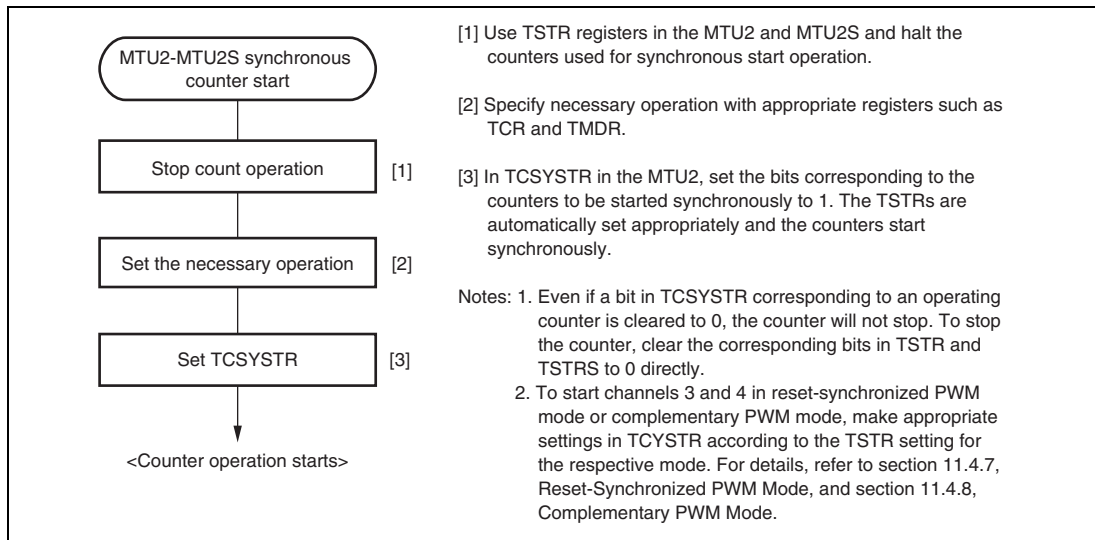 MTU2-MTU2S synchronous
counter start
Stop count operation
[1]
Set the necessary operation
[2]
Set TCSYSTR
[3]
<Counter operation starts>
[1] Use TSTR registers in the MTU2 and MTU2S and halt the
counters used for synchronous start operation.
[2] Specify necessary operation with appropriate registers such as
TCR and TMDR.
[3] In TCSYSTR in the MTU2, set the bits corresponding to the
counters to be started synchronously to 1. The TSTRs are
automatically set appropriately and the counters start
synchronously.
Notes: 1. Even if a bit in TCSYSTR corresponding to an operating
counter is cleared to 0, the counter will not stop. To stop
the counter, clear the corresponding bits in TSTR and
TSTRS to 0 directly.
2. To start channels 3 and 4 in reset-synchronized PWM
mode or complementary PWM mode, make appropriate
settings in TCYSTR according to the TSTR setting for
the respective mode. For details, refer to section 11.4.7,
Reset-Synchronized PWM Mode, and section 11.4.8,
Complementary PWM Mode.